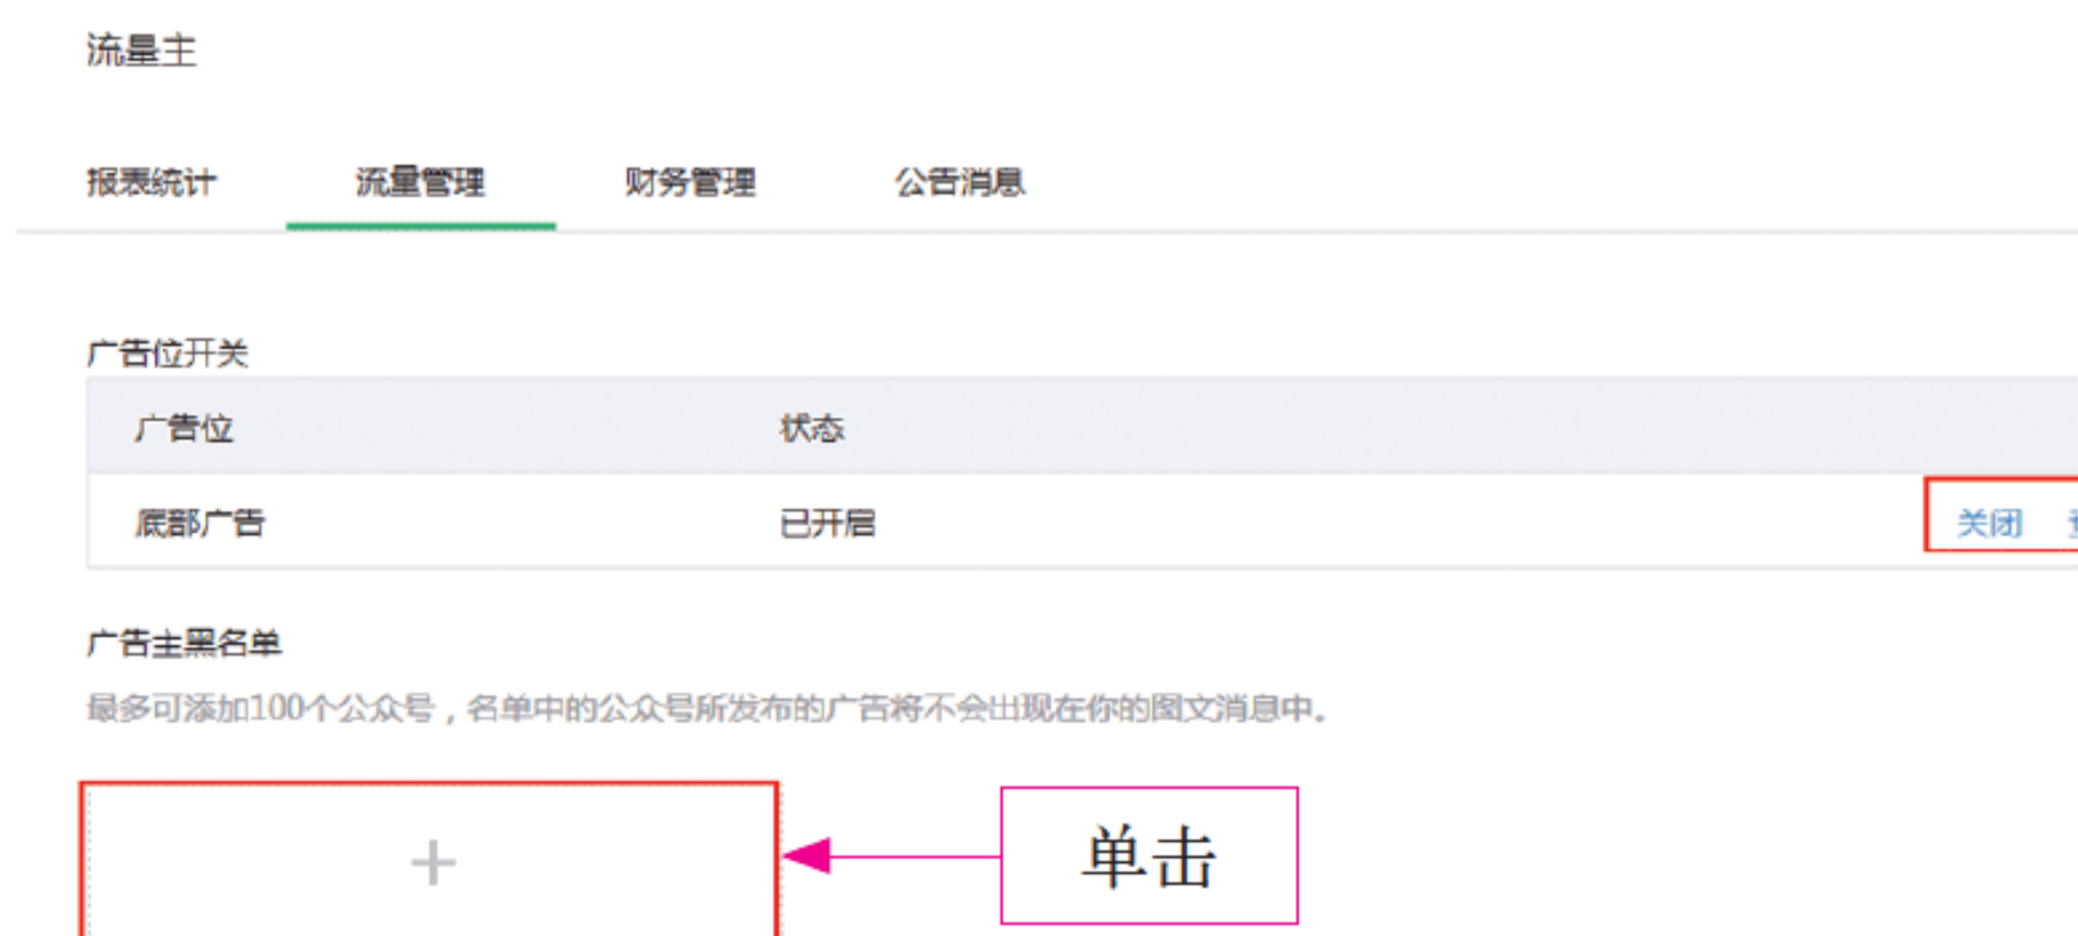 流量主
报表统计 流量管理 财务管理 公告消息
广告位开关
广告位 状态
底部广告 已开启 关闭
广告主黑名单
最多可添加100个公众号，名单中的公众号所发布的广告将不会出现在你的图文消息中。
+
单击